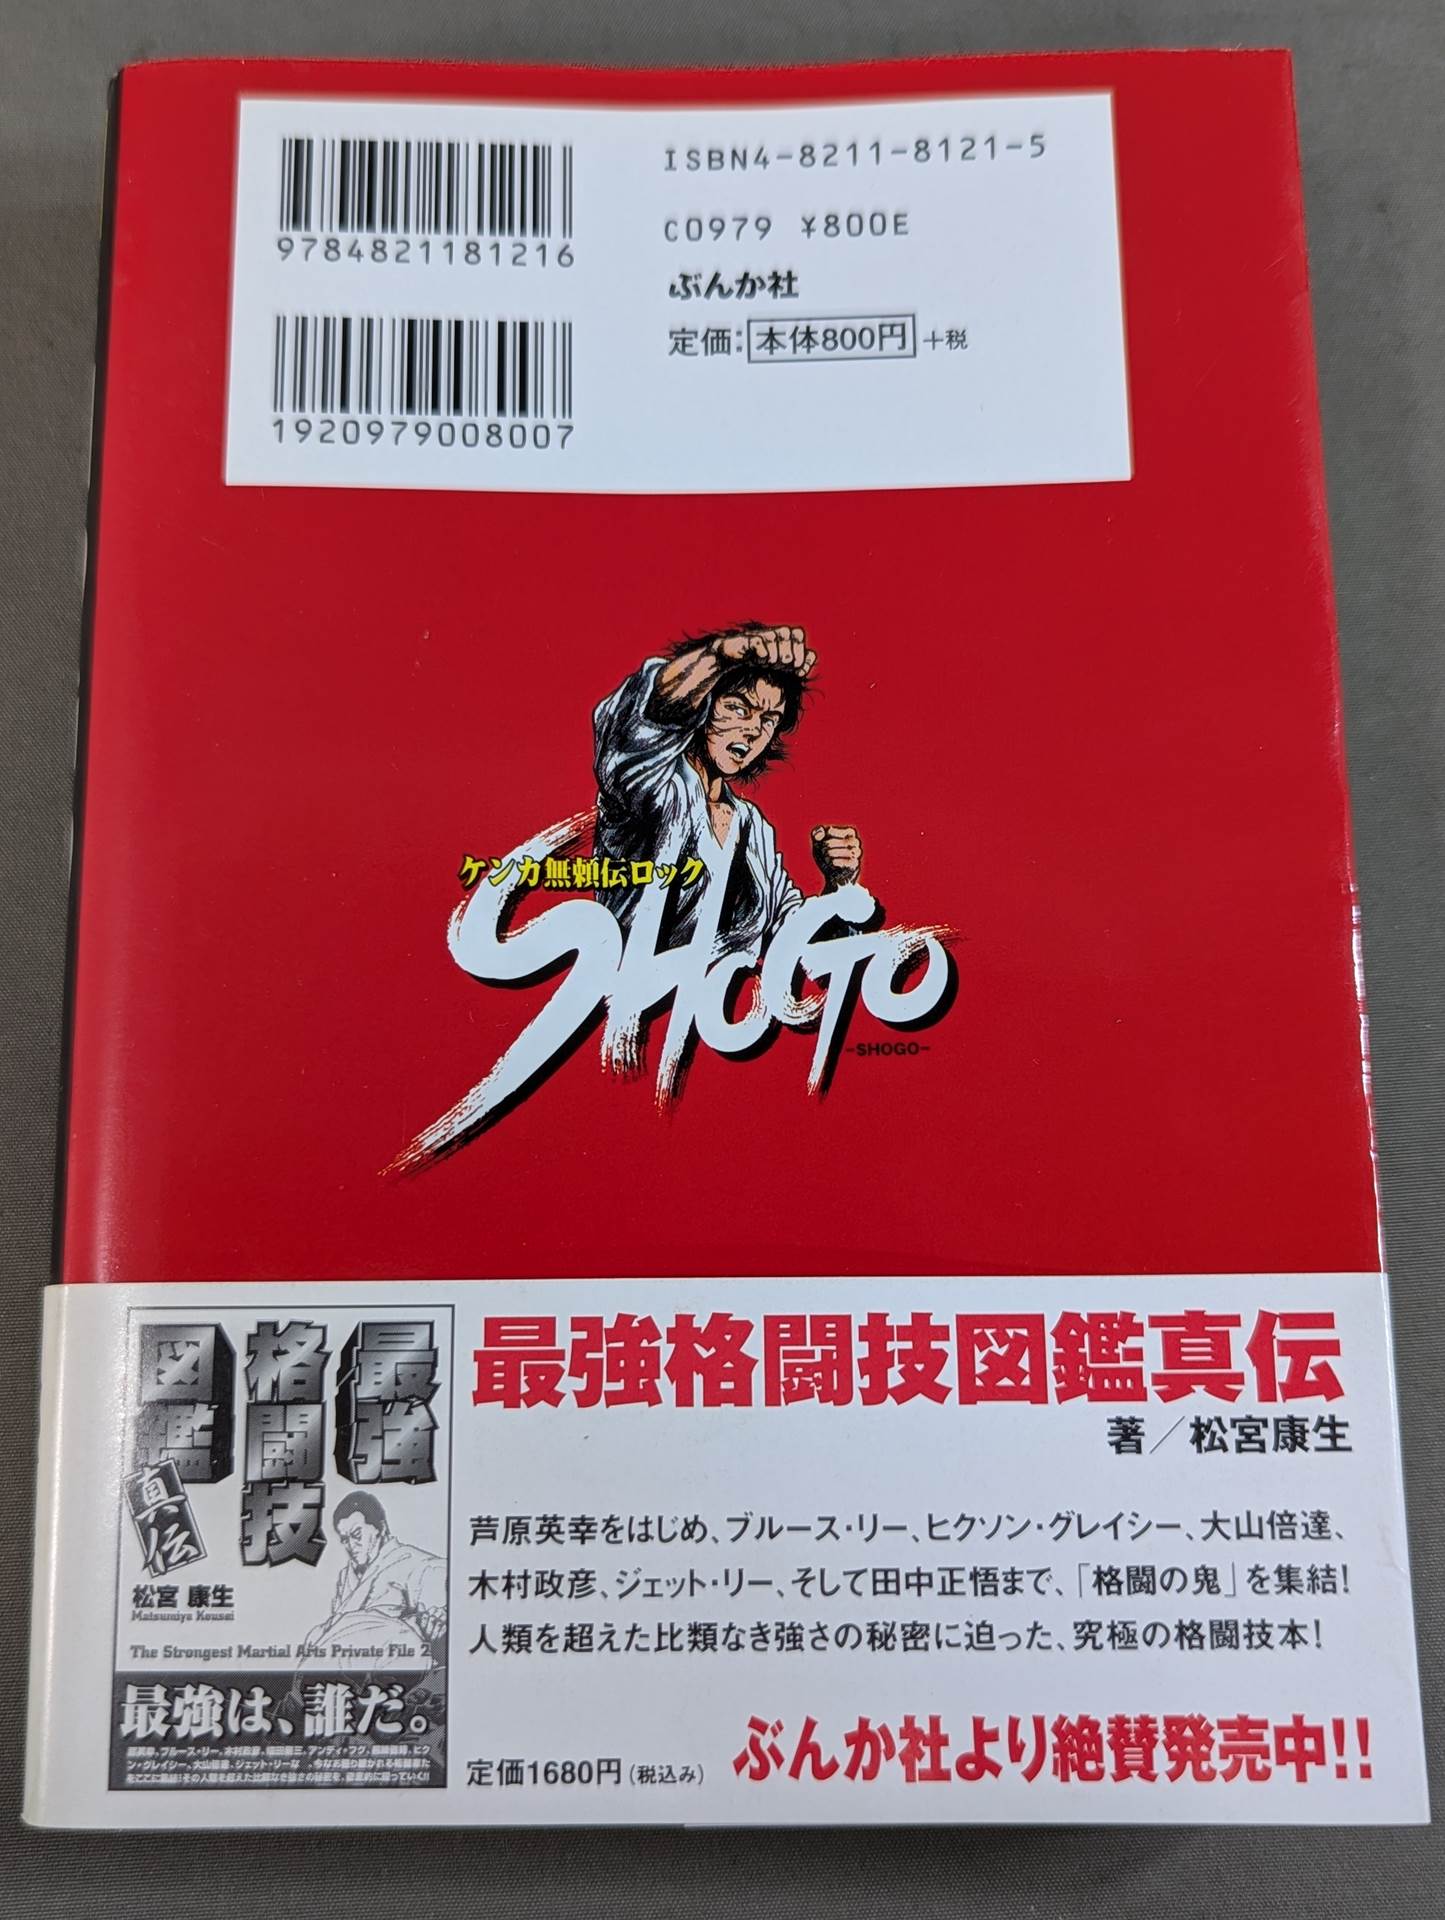 ISBN4-8211-8121-5
C0979 ¥800E
ぶんか社
定価：本体800円+税
9784821181216
1920979008007
ケンカ無頼伝ロック
SHOGO
-SHOGO-
最強
格闘技
図鑑
真伝
松宮 康生
Matsumiya Kousei
The Strongest Martial Arts Private File 2
最強は、誰だ。
最強格闘技図鑑真伝
著／松宮康生
芦原英幸をはじめ、ブルース・リー、ヒクソン・グレイシー、大山倍達、
木村政彦、ジェット・リー、そして田中正悟まで、「格闘の鬼」を集結!
人類を超えた比類なき強さの秘密に迫った、究極の格闘技本!
定価1680円(税込み)
ぶんか社より絶賛発売中!!